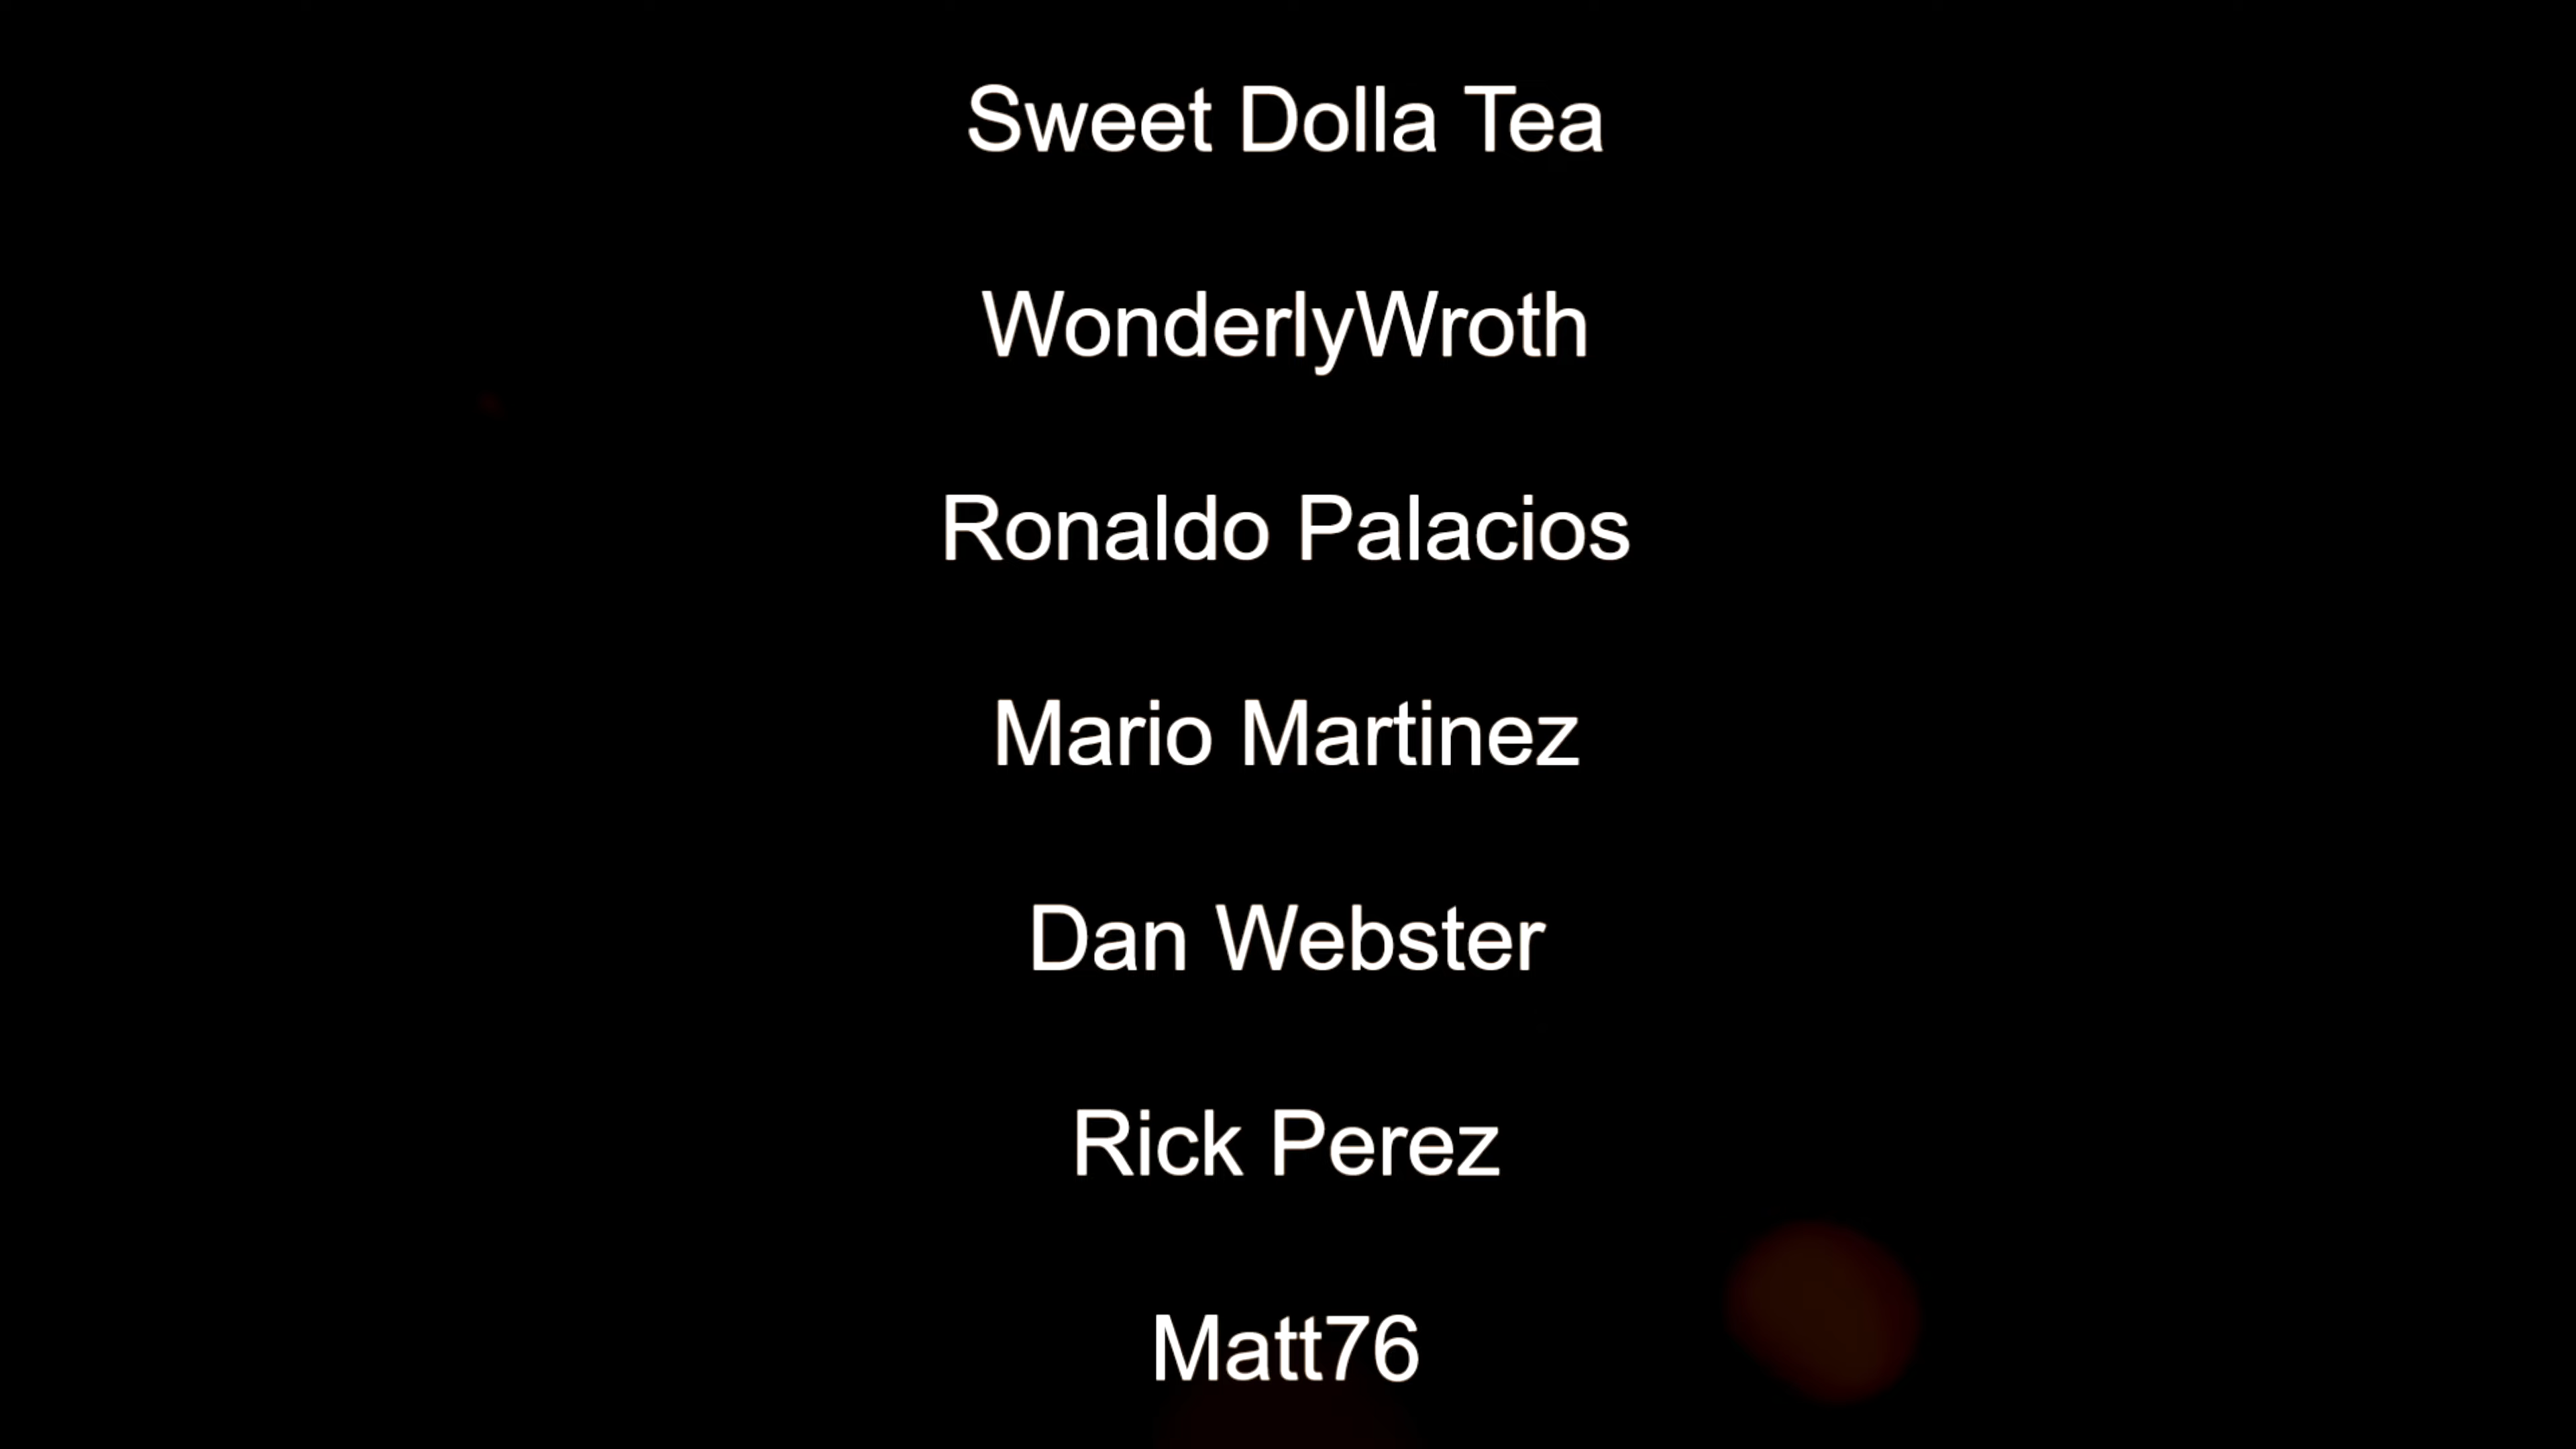 Sweet Dolla Tea
WonderlyWroth
Ronaldo Palacios
Mario Martinez
Dan Webster
Rick Perez
Matt76